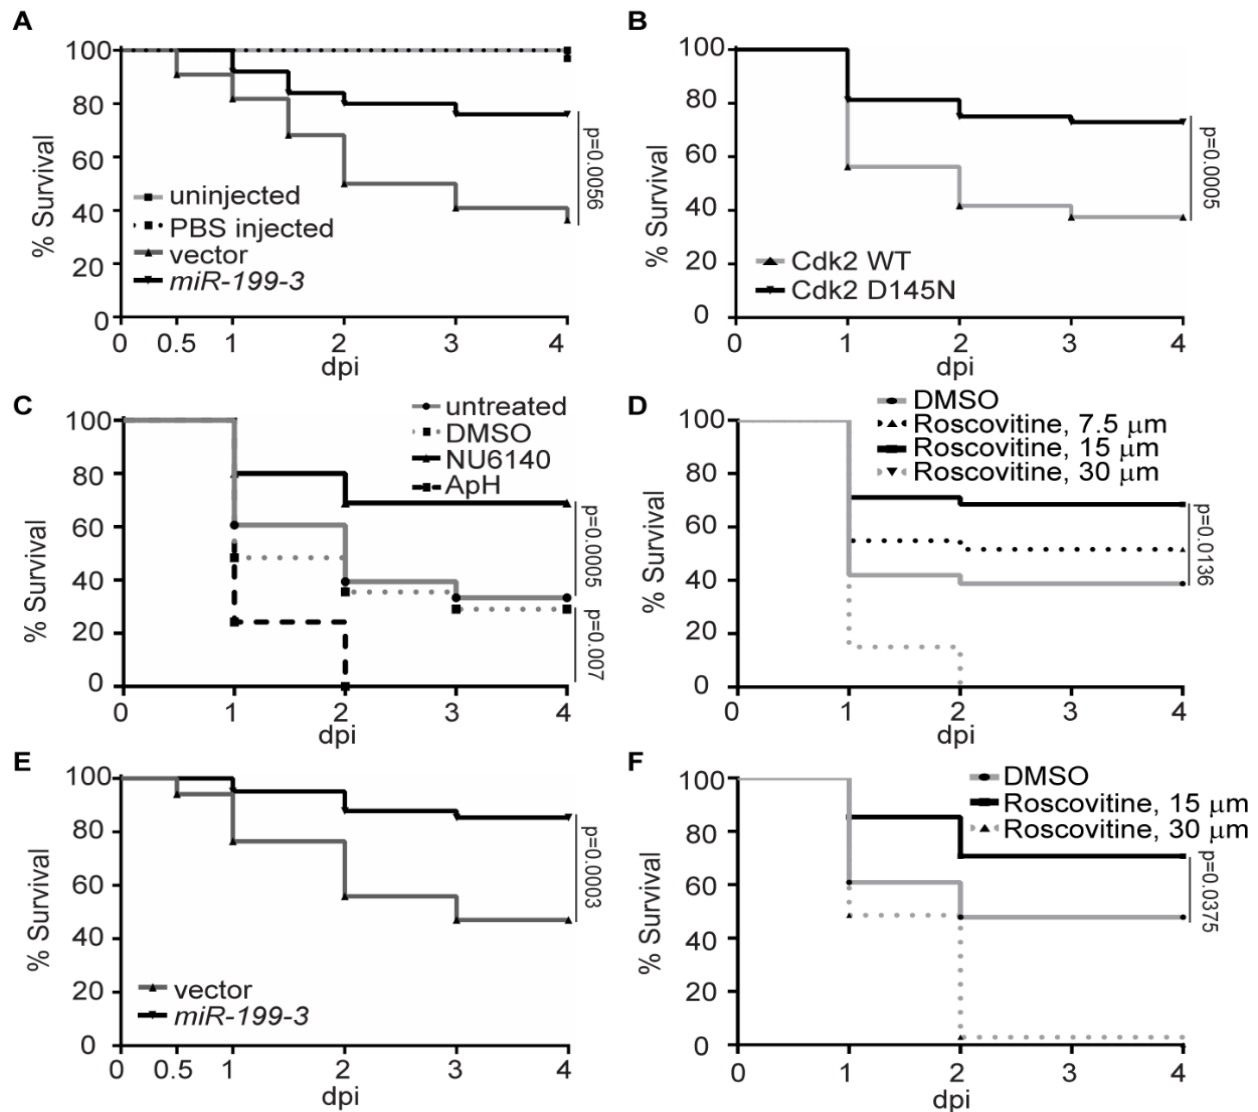 A
% Survival
100
80
60
40
20
0
uninjected
PBS injected
vector
miR-199-3
p=0.0056
0 0.5 1 2 3 4
dpi
B
% Survival
100
80
60
40
20
0
Cdk2 WT
Cdk2 D145N
p=0.0005
0 1 2 3 4
dpi
C
% Survival
100
80
60
40
20
0
untreated
DMSO
NU6140
ApH
p=0.0005
p=0.007
0 1 2 3 4
dpi
D
% Survival
100
80
60
40
20
0
DMSO
Roscovitine, 7.5 μm
Roscovitine, 15 μm
Roscovitine, 30 μm
p=0.0136
0 1 2 3 4
dpi
E
% Survival
100
80
60
40
20
0
vector
miR-199-3
p=0.0003
0 0.5 1 2 3 4
dpi
F
% Survival
100
80
60
40
20
0
DMSO
Roscovitine, 15 μm
Roscovitine, 30 μm
p=0.0375
0 1 2 3 4
dpi